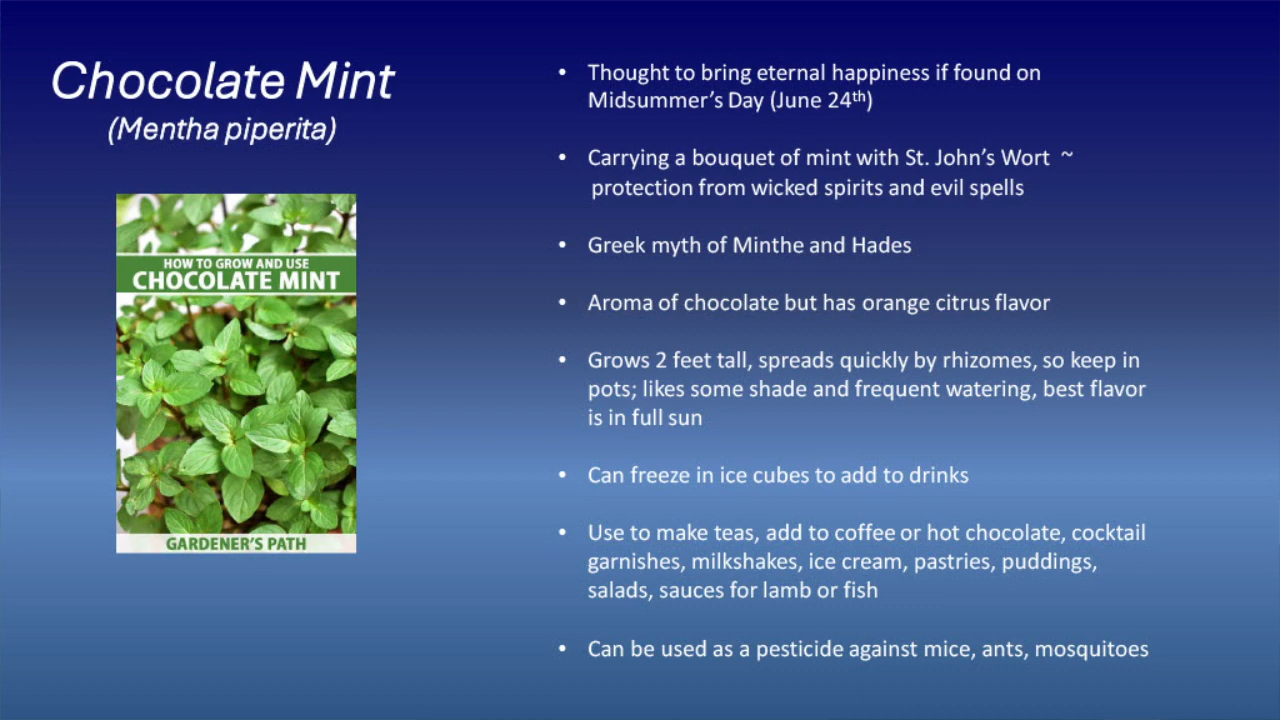 Chocolate Mint
(Mentha piperita)
HOW TO GROW AND USE
CHOCOLATE MINT
GARDENER'S PATH
• Thought to bring eternal happiness if found on
Midsummer's Day (June 24th)
• Carrying a bouquet of mint with St. John's Wort ~
protection from wicked spirits and evil spells
• Greek myth of Minthe and Hades
• Aroma of chocolate but has orange citrus flavor
• Grows 2 feet tall, spreads quickly by rhizomes, so keep in
pots; likes some shade and frequent watering, best flavor
is in full sun
• Can freeze in ice cubes to add to drinks
• Use to make teas, add to coffee or hot chocolate, cocktail
garnishes, milkshakes, ice cream, pastries, puddings,
salads, sauces for lamb or fish
• Can be used as a pesticide against mice, ants, mosquitoes